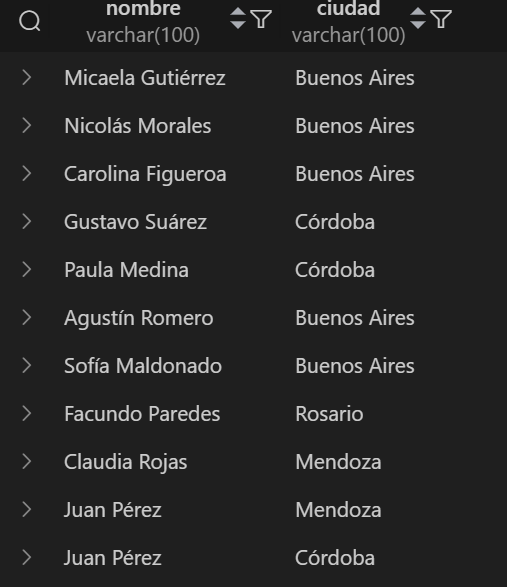 nombre ciudad
varchar(100) varchar(100)
Micaela Gutiérrez Buenos Aires
Nicolás Morales Buenos Aires
Carolina Figueroa Buenos Aires
Gustavo Suárez Córdoba
Paula Medina Córdoba
Agustín Romero Buenos Aires
Sofía Maldonado Buenos Aires
Facundo Paredes Rosario
Claudia Rojas Mendoza
Juan Pérez Mendoza
Juan Pérez Córdoba